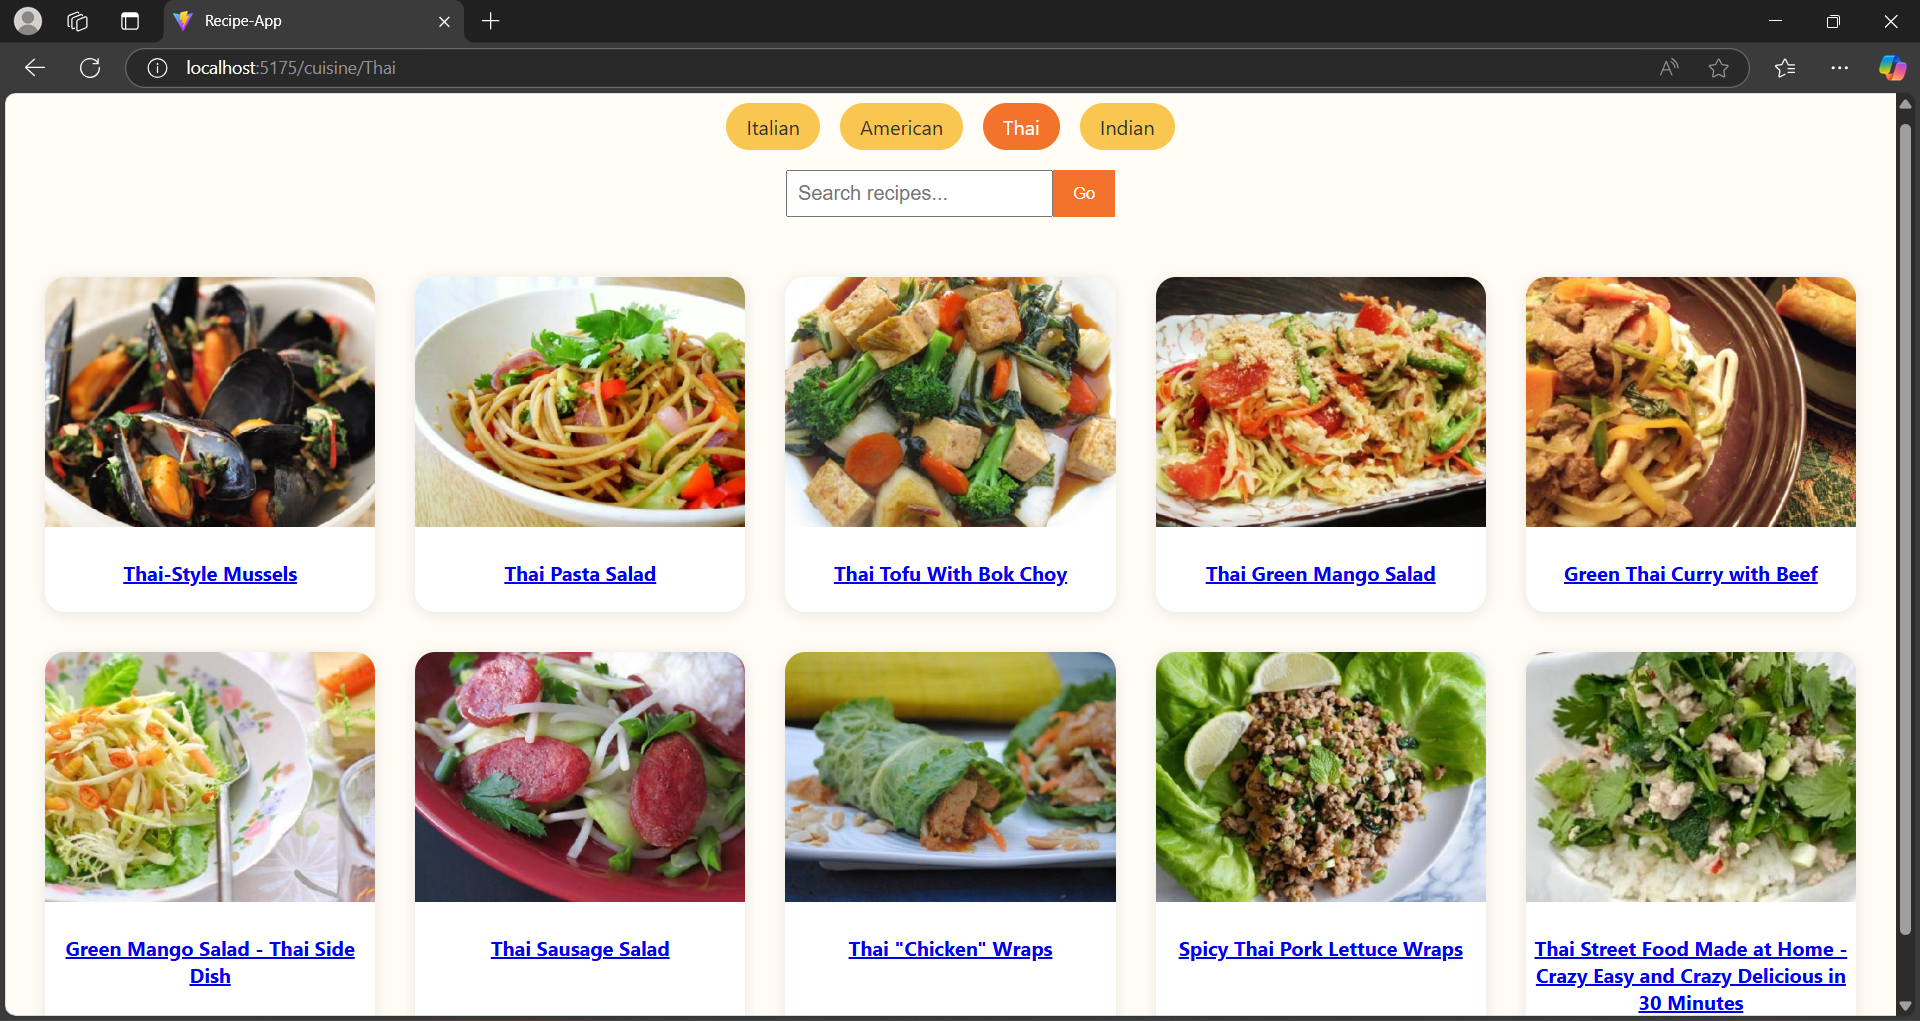 Recipe-App
localhost:5175/cuisine/Thai
Italian American Thai Indian
Search recipes... Go
Thai-Style Mussels
Thai Pasta Salad
Thai Tofu With Bok Choy
Thai Green Mango Salad
Green Thai Curry with Beef
Green Mango Salad - Thai Side
Dish
Thai Sausage Salad
Thai "Chicken" Wraps
Spicy Thai Pork Lettuce Wraps
Thai Street Food Made at Home -
Crazy Easy and Crazy Delicious in
30 Minutes